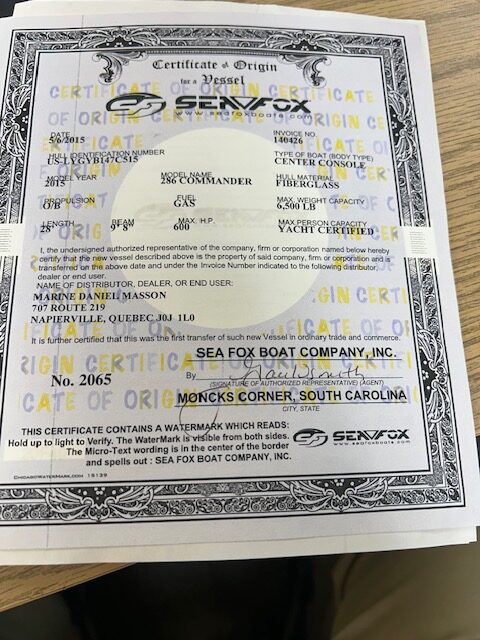 Certificate of Origin
for a Vessel
SEA FOX
www.seafoxboats.com
DATE
5/6/2015
INVOICE NO.
140426
HULL IDENTIFICATION NUMBER
TYPE OF BOAT (BODY TYPE)
CENTER CONSOLE
MODEL YEAR
2015
MODEL NAME
286 COMMANDER
HULL MATERIAL
FIBERGLASS
PROPULSION
O/B
FUEL
GAS
MAX. WEIGHT CAPACITY
6,500 LB
LENGTH
28'
BEAM
9' 8"
MAX. H.P.
600
MAX PERSON CAPACITY
YACHT CERTIFIED
I, the undersigned authorized representative of the company, firm or corporation named below hereby
certify that the new vessel described above is the property of said company, firm or corporation and is
transferred on the above date and under the Invoice Number indicated to the following distributor,
dealer or end user.
NAME OF DISTRIBUTOR, DEALER, OR END USER:
MARINE DANIEL MASSON
707 ROUTE 219
NAPIERVILLE, QUEBEC J0J 1L0
It is further certified that this was the first transfer of such new Vessel in ordinary trade and commerce.
SEA FOX BOAT COMPANY, INC.
No. 2065
By
(SIGNATURE OF AUTHORIZED REPRESENTATIVE) (AGENT)
MONCKS CORNER, SOUTH CAROLINA
CITY, STATE
THIS CERTIFICATE CONTAINS A WATERMARK WHICH READS:
Hold up to light to Verify. The WaterMark is visible from both sides.
The Micro-Text wording is in the center of the border
and spells out : SEA FOX BOAT COMPANY, INC.
SEA FOX
www.seafoxboats.com
CHICAGOWATERMARK.COM 15139